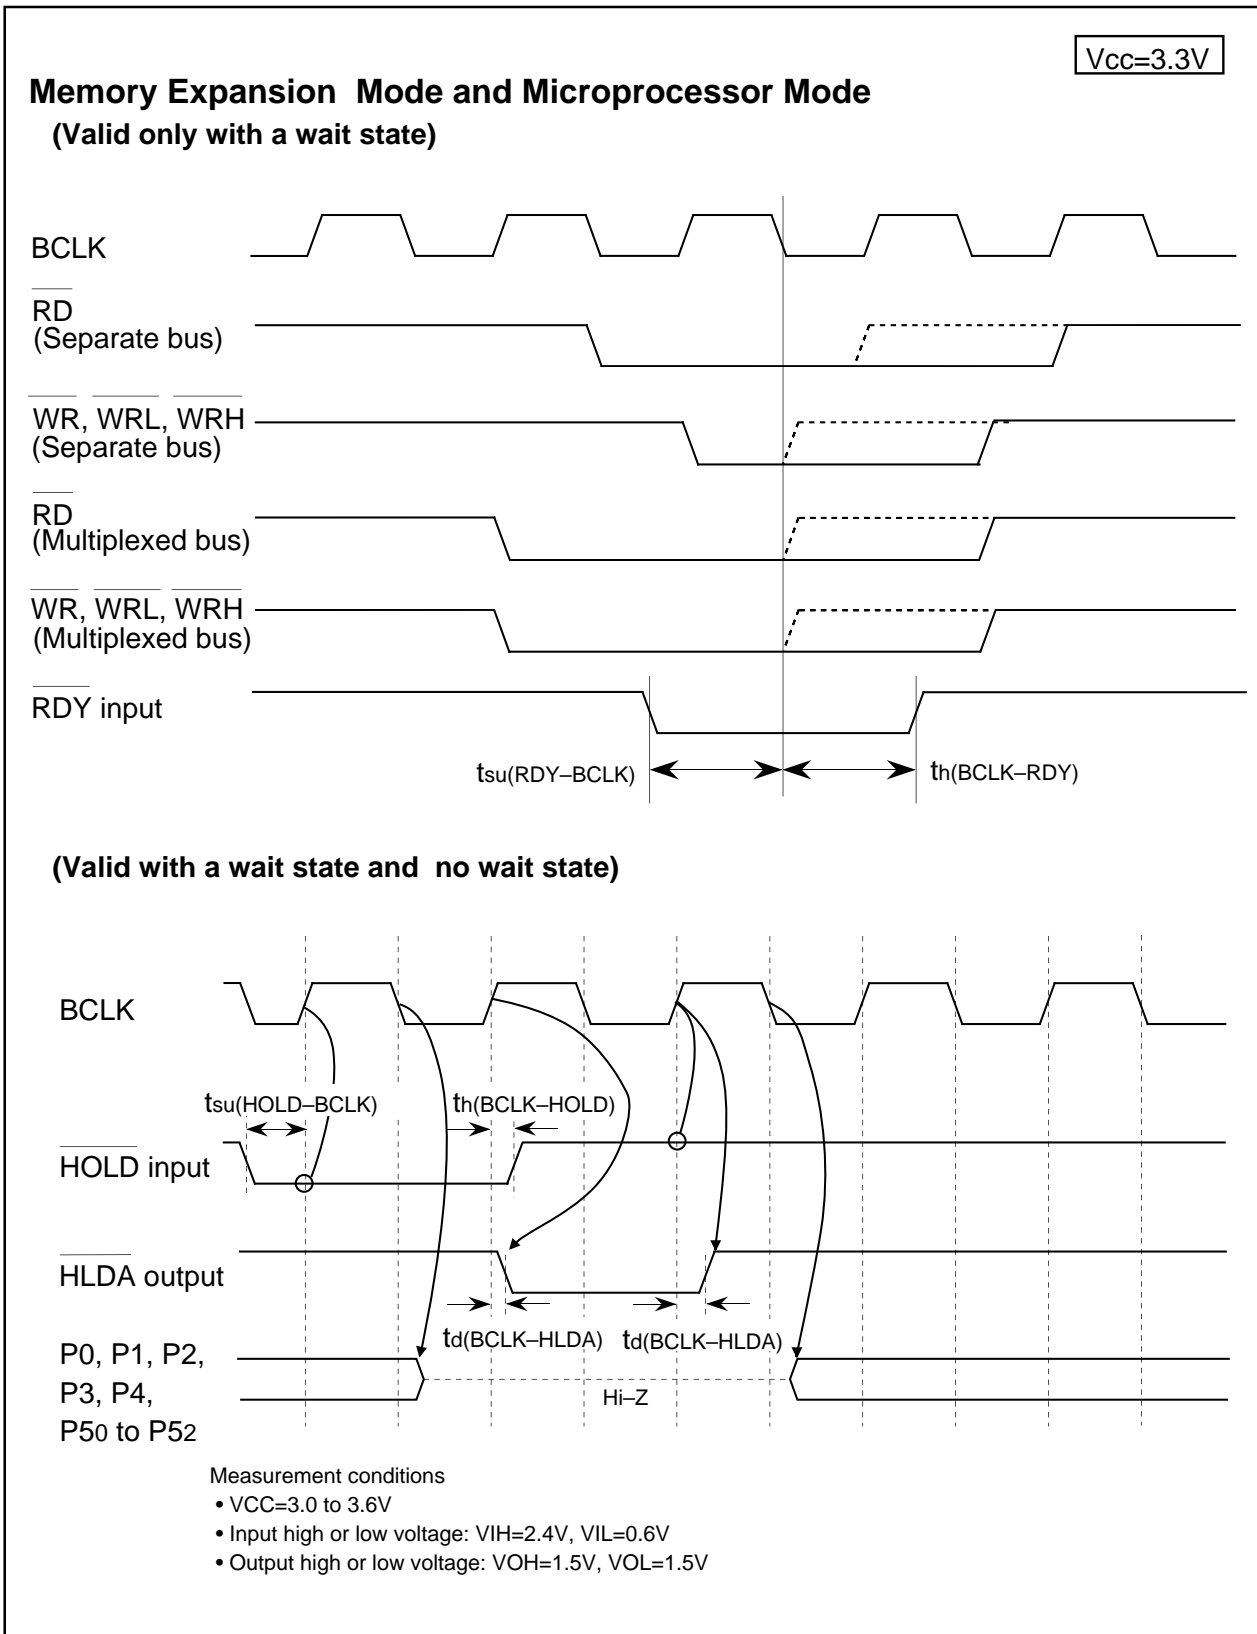 Vcc=3.3V
Memory Expansion Mode and Microprocessor Mode
(Valid only with a wait state)
BCLK
RD
(Separate bus)
WR, WRL, WRH
(Separate bus)
RD
(Multiplexed bus)
WR, WRL, WRH
(Multiplexed bus)
RDY input
tsu(RDY–BCLK)
th(BCLK–RDY)
(Valid with a wait state and no wait state)
BCLK
tsu(HOLD–BCLK)
th(BCLK–HOLD)
HOLD input
HLDA output
td(BCLK–HLDA)
td(BCLK–HLDA)
P0, P1, P2,
P3, P4,
P50 to P52
Hi–Z
Measurement conditions
• VCC=3.0 to 3.6V
• Input high or low voltage: VIH=2.4V, VIL=0.6V
• Output high or low voltage: VOH=1.5V, VOL=1.5V